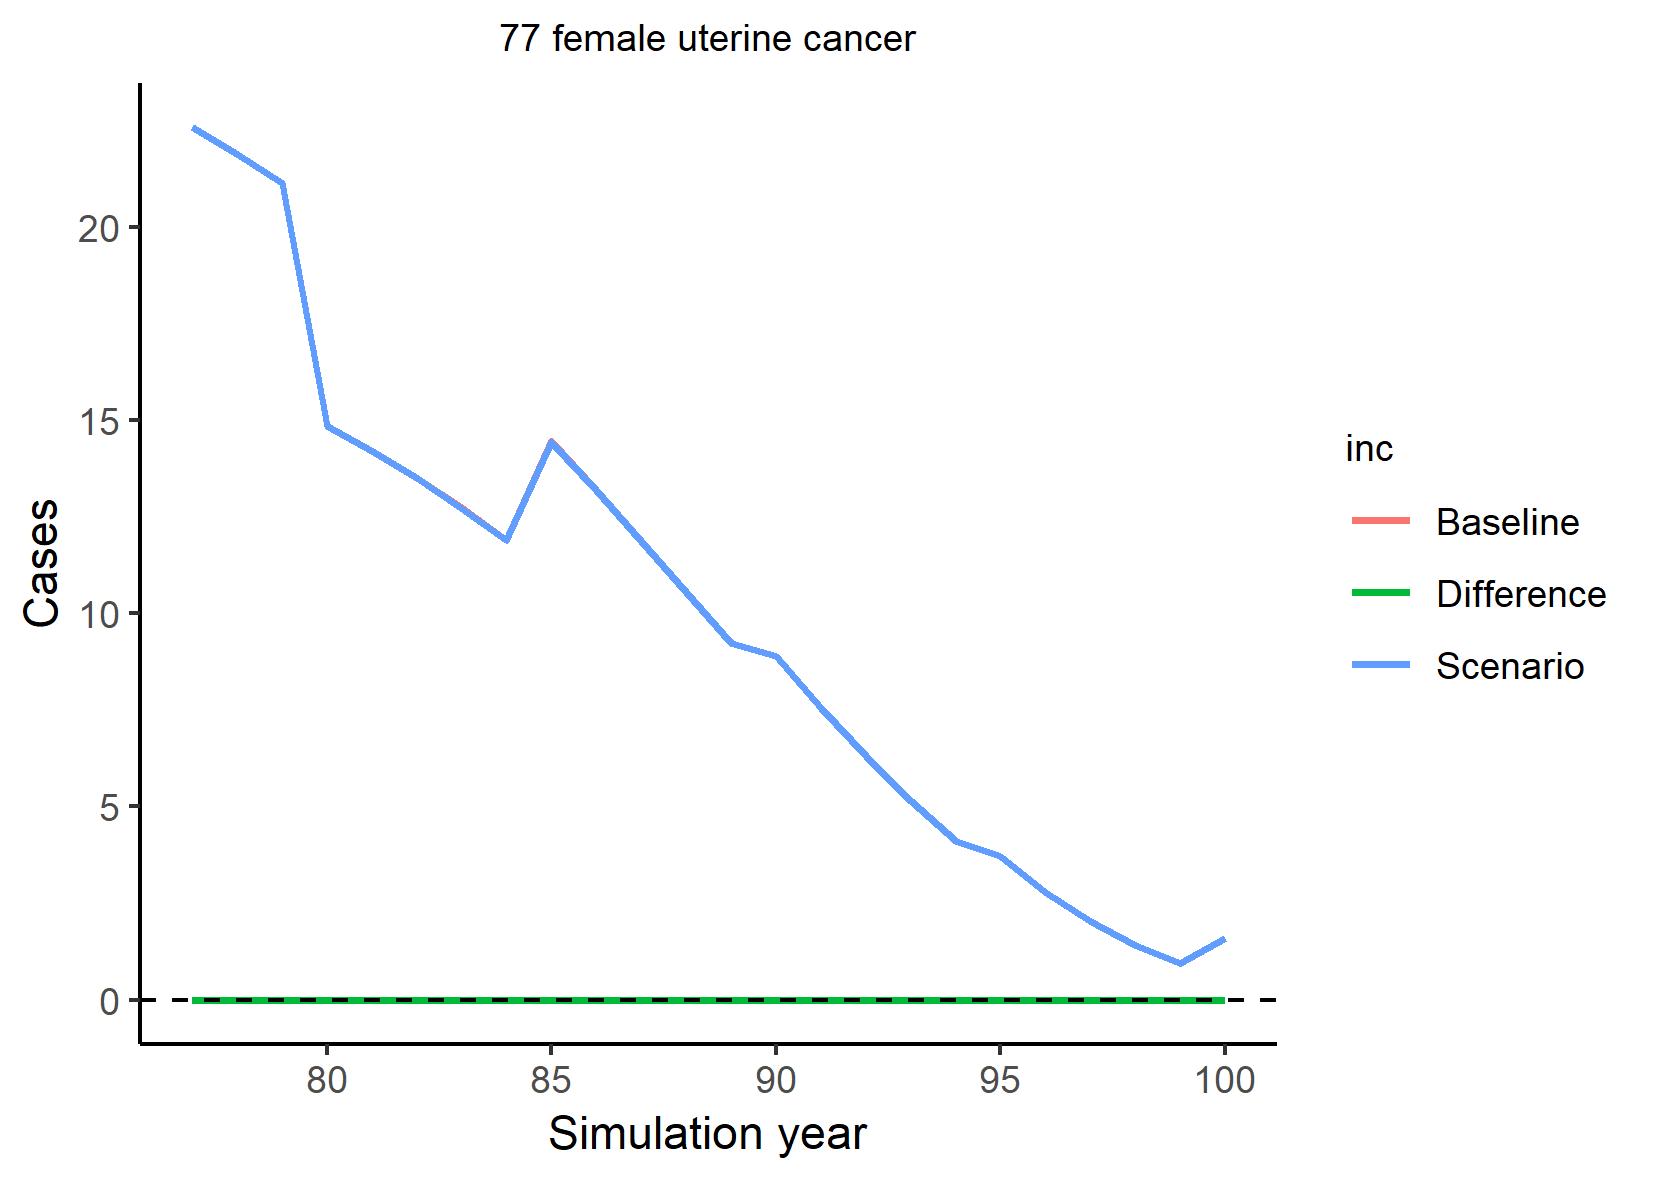 77 female uterine cancer
Cases
20
15
10
5
0
80 85 90 95 100
Simulation year
inc
Baseline
Difference
Scenario